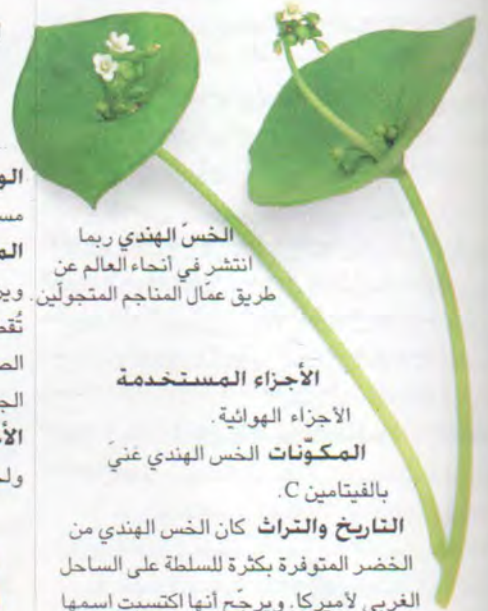 الخسّ الهندي ربما
انتشر في أنحاء العالم عن
طريق عمّال المناجم المتجولّين.
الأجزاء المستخدمة
الأجزاء الهوائية.
المكوّنات الخس الهندي غنيّ
بالفيتامين C.
التاريخ والتراث كان الخس الهندي من
الخضر المتوفرة بكثرة للسلطة على الساحل
الغربي لأميركا. ويرجّح أنها اكتسبت اسمها